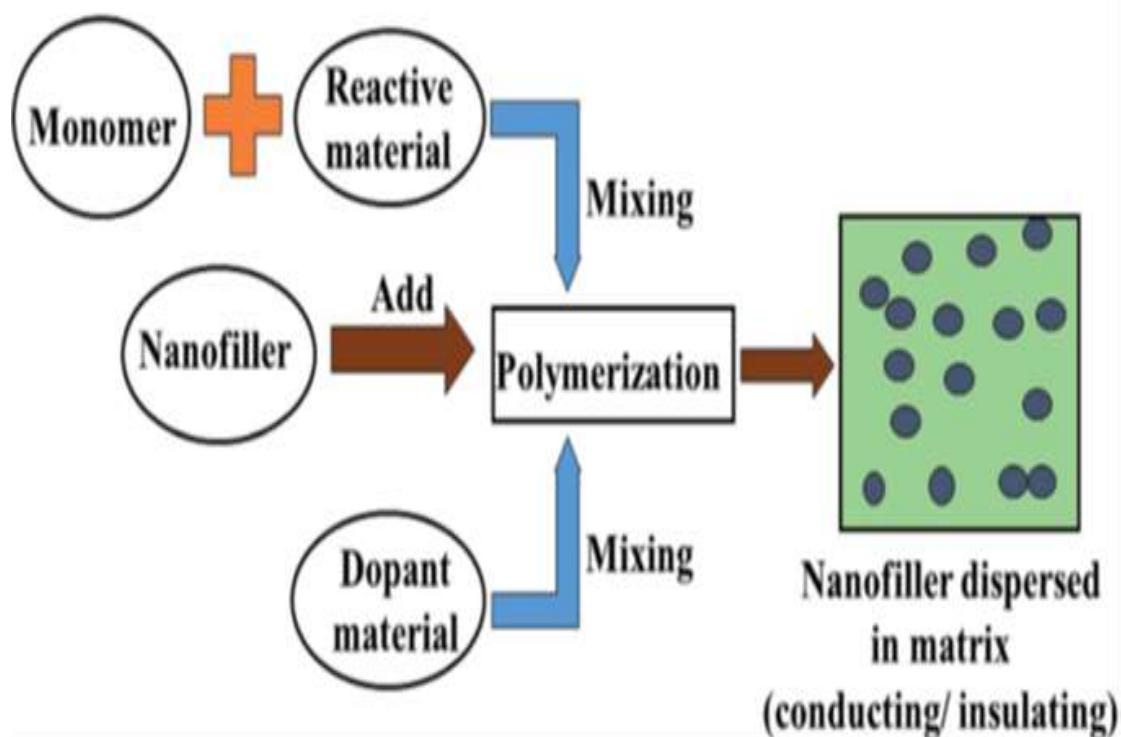 Monomer
Reactive
material
Mixing
Nanofiller
Add
Polymerization
Dopant
material
Mixing
Nanofiller dispersed
in matrix
(conducting/ insulating)